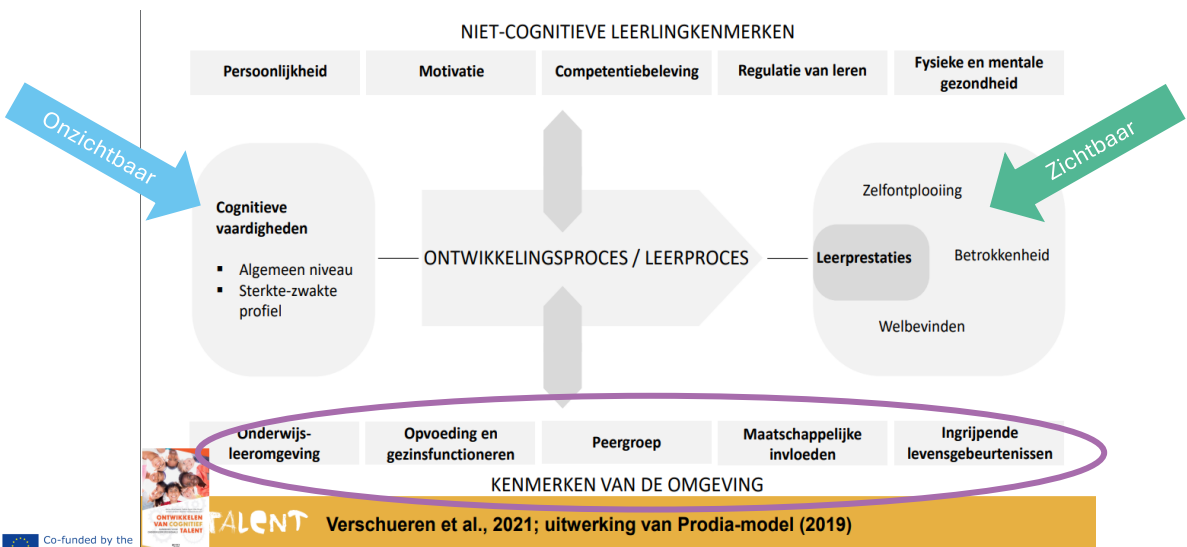 NIET-COGNITIEVE LEERLINGKENMERKEN
Persoonlijkheid
Motivatie
Competentiebeleving
Regulatie van leren
Fysieke en mentale
gezondheid
Onzichtbaar
Zichtbaar
Cognitieve
vaardigheden
▪ Algemeen niveau
▪ Sterkte-zwakte
profiel
ONTWIKKELINGSPROCES / LEERPROCES
Zelfontplooiing
Leerprestaties
Betrokkenheid
Welbevinden
Onderwijs-
leeromgeving
Opvoeding en
gezinsfunctioneren
Peergroep
Maatschappelijke
invloeden
Ingrijpende
levensgebeurtenissen
KENMERKEN VAN DE OMGEVING
ONTWIKKELEN
VAN COGNITIEF
TALENT
TALENT
Verschueren et al., 2021; uitwerking van Prodia-model (2019)
Co-funded by the